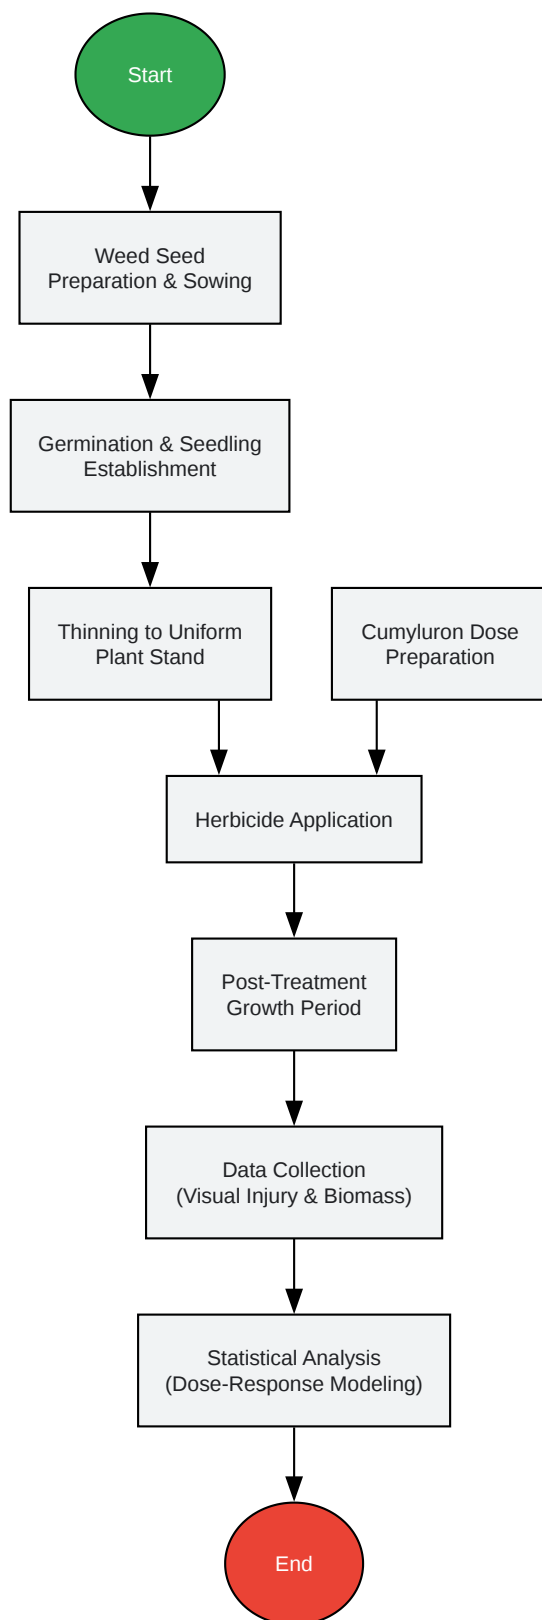 Start
Weed Seed
Preparation & Sowing
Germination & Seedling
Establishment
Thinning to Uniform
Plant Stand
Cumyluron Dose
Preparation
Herbicide Application
Post-Treatment
Growth Period
Data Collection
(Visual Injury & Biomass)
Statistical Analysis
(Dose-Response Modeling)
End